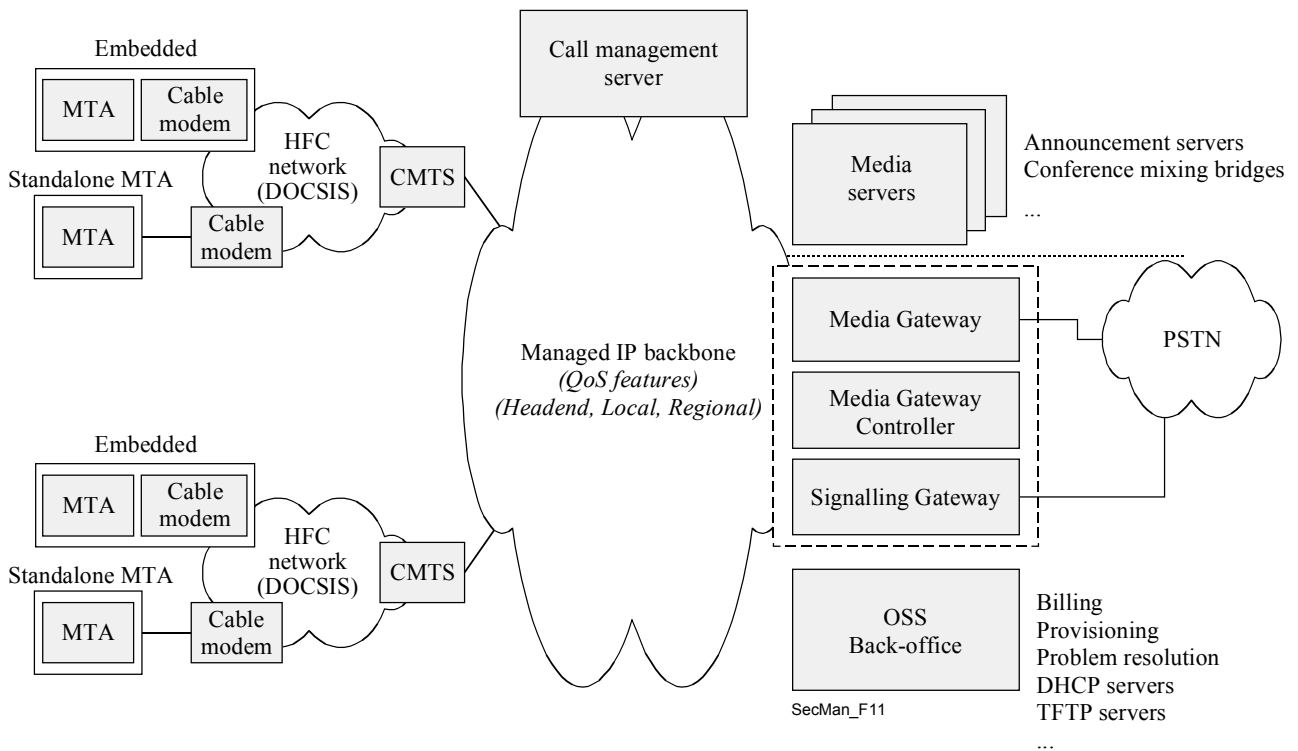 Embedded
MTA
Cable
modem
HFC
network
(DOCSIS)
CMTS
Standalone MTA
MTA
Cable
modem
Call management
server
Media
servers
Announcement servers
Conference mixing bridges
...
Managed IP backbone
(QoS features)
(Headend, Local, Regional)
Media Gateway
Media Gateway
Controller
Signalling Gateway
PSTN
Embedded
MTA
Cable
modem
HFC
network
(DOCSIS)
CMTS
Standalone MTA
MTA
Cable
modem
OSS
Back-office
Billing
Provisioning
Problem resolution
DHCP servers
TFTP servers
...
SecMan_F11